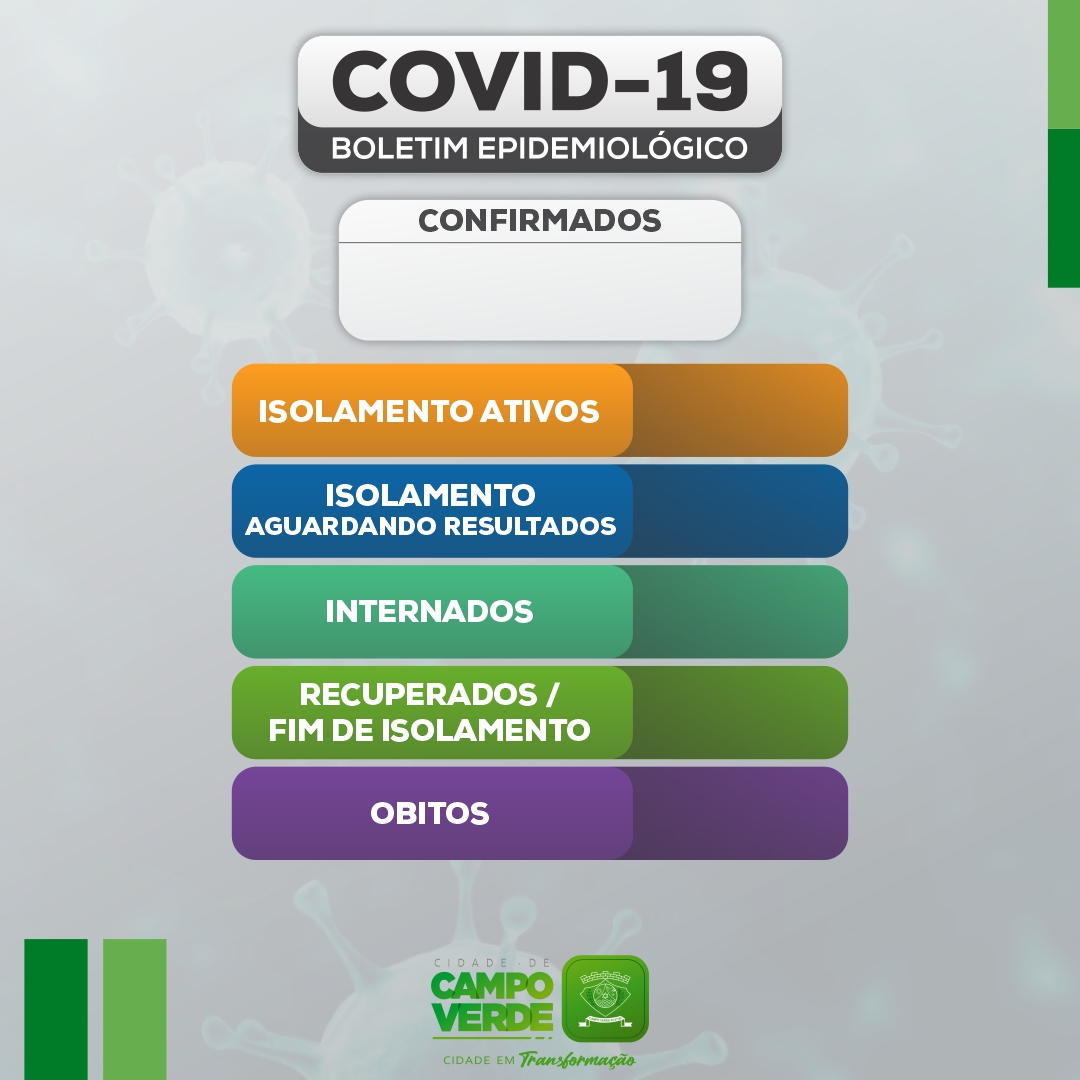 COVID-19
BOLETIM EPIDEMIOLÓGICO
CONFIRMADOS
ISOLAMENTO ATIVOS
ISOLAMENTO
AGUARDANDO RESULTADOS
INTERNADOS
RECUPERADOS /
FIM DE ISOLAMENTO
OBITOS
CIDADE DE
CAMPO
VERDE
CIDADE EM Transformação